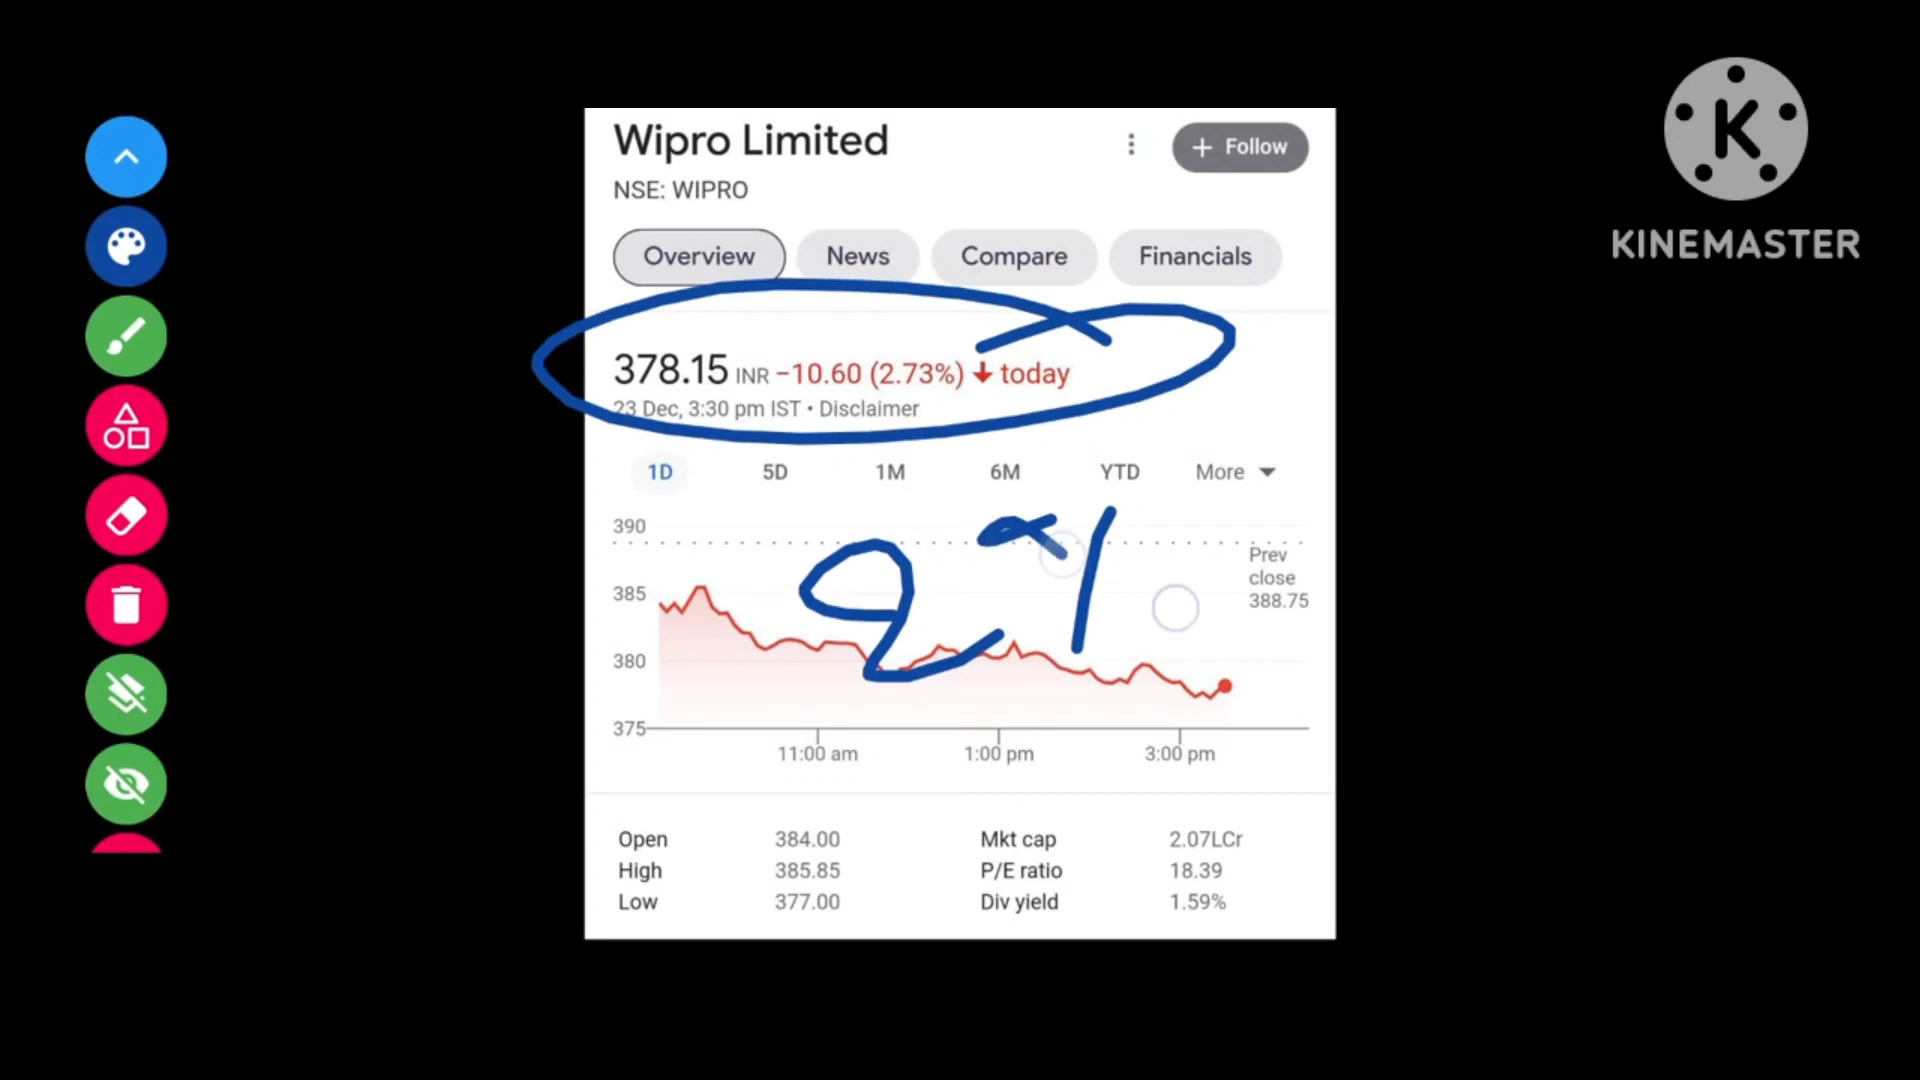 Wipro Limited
+ Follow
NSE: WIPRO
Overview News Compare Financials
378.15 INR −10.60 (2.73%) ↓ today
23 Dec, 3:30 pm IST • Disclaimer
1D 5D 1M 6M YTD More
390
385
380
375
Prev
close
388.75
11:00 am 1:00 pm 3:00 pm
Open 384.00 Mkt cap 2.07LCr
High 385.85 P/E ratio 18.39
Low 377.00 Div yield 1.59%
K
KINEMASTER